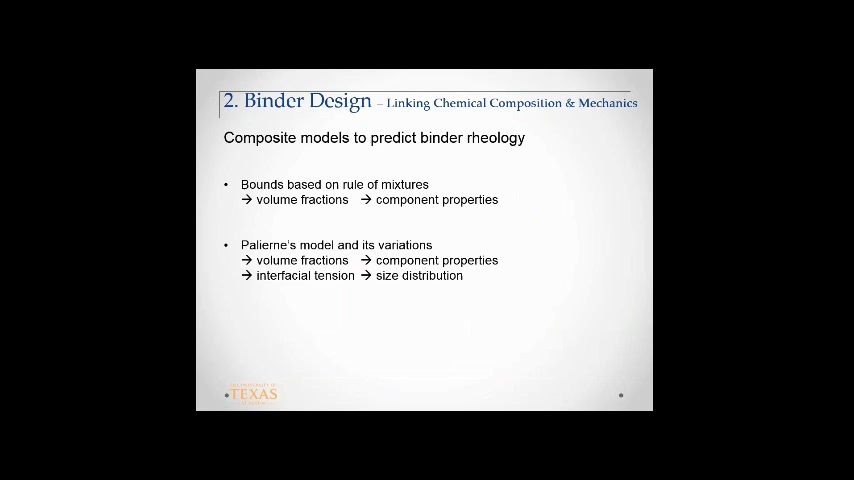 2. Binder Design – Linking Chemical Composition & Mechanics
Composite models to predict binder rheology
• Bounds based on rule of mixtures
→ volume fractions → component properties
• Palierne's model and its variations
→ volume fractions → component properties
→ interfacial tension → size distribution
TEXAS